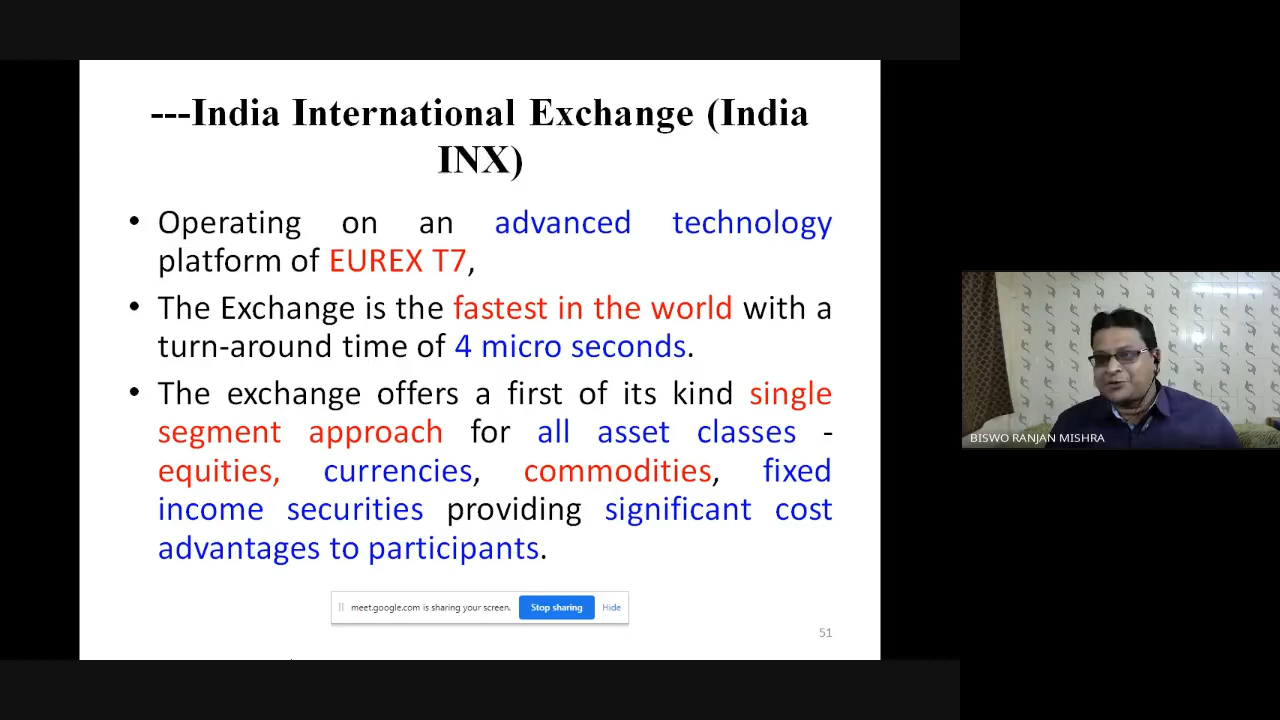 ---India International Exchange (India
INX)
• Operating on an advanced technology
platform of EUREX T7,
• The Exchange is the fastest in the world with a
turn-around time of 4 micro seconds.
• The exchange offers a first of its kind single
segment approach for all asset classes -
equities, currencies, commodities, fixed
income securities providing significant cost
advantages to participants.
meet.google.com is sharing your screen. Stop sharing Hide
51
BISWO RANJAN MISHRA